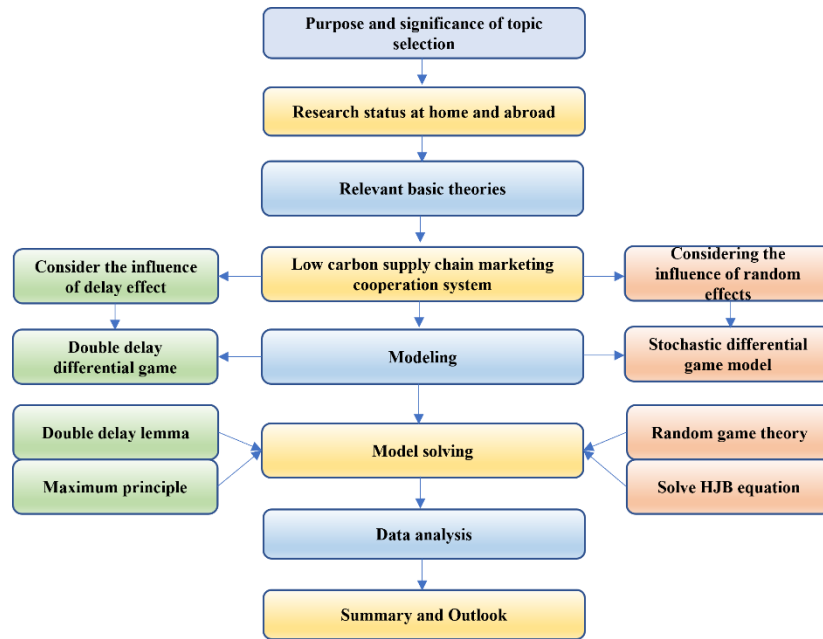 Purpose and significance of topic
selection
Research status at home and abroad
Relevant basic theories
Consider the influence
of delay effect
Low carbon supply chain marketing
cooperation system
Considering the
influence of random
effects
Double delay
differential game
Modeling
Stochastic differential
game model
Double delay lemma
Maximum principle
Model solving
Random game theory
Solve HJB equation
Data analysis
Summary and Outlook